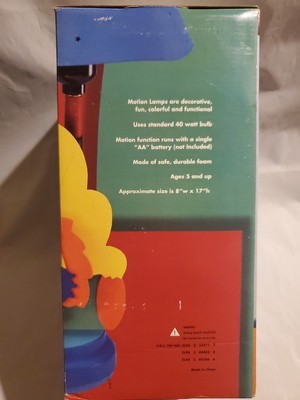 Motion Lamps are decorative,
fun, colorful and functional
Uses standard 40 watt bulb
Motion function runs with a single
"AA" battery (not included)
Made of safe, durable foam
Ages 5 and up
Approximate size is 8"w x 17"h
Made in China